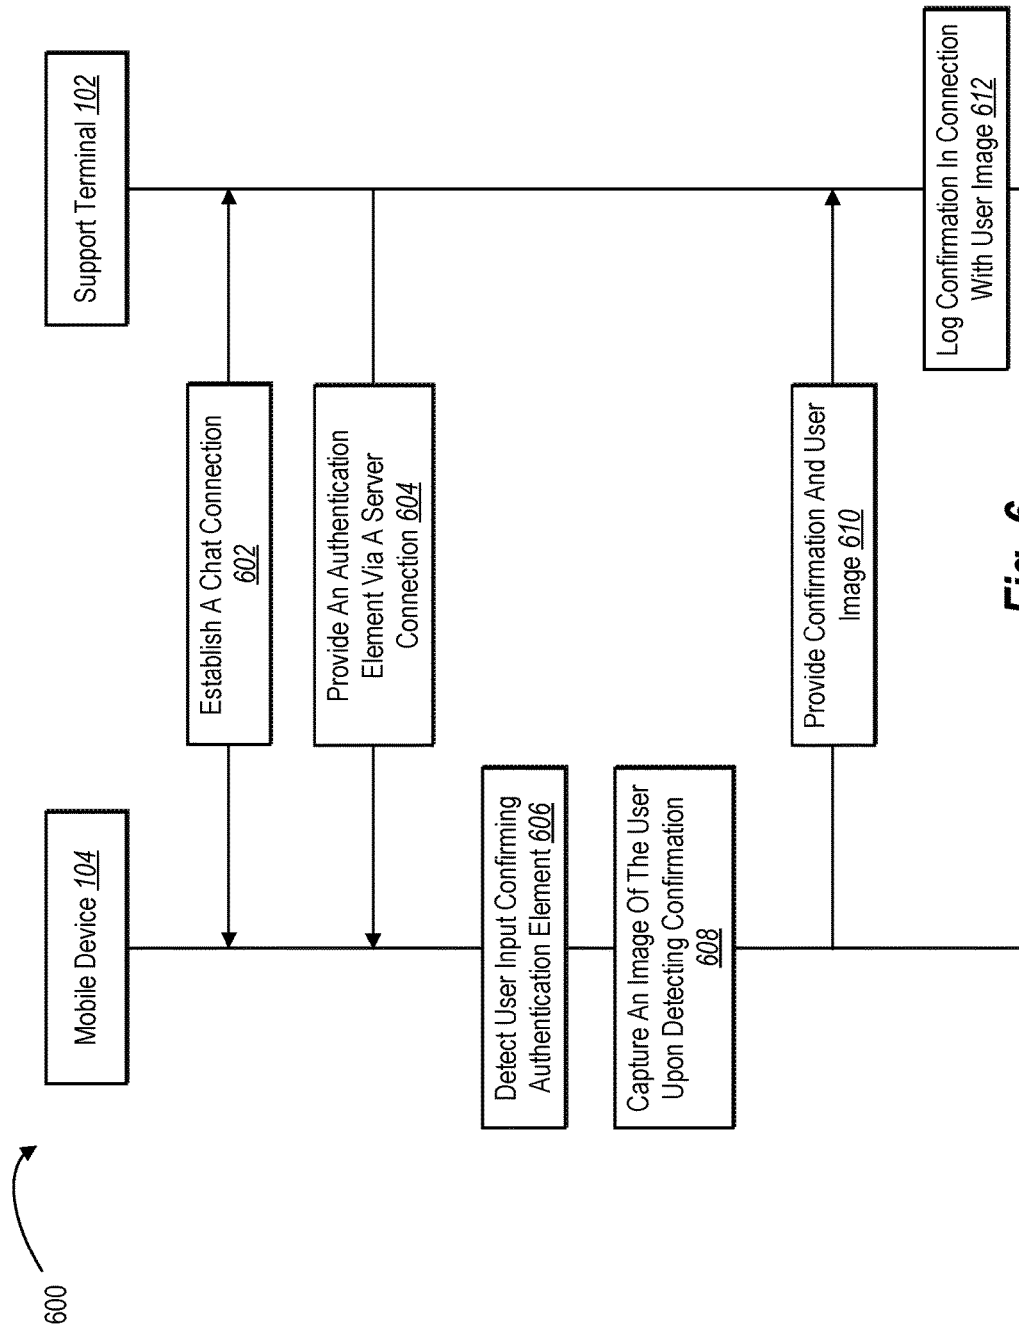 600
Mobile Device 104
Support Terminal 102
Establish A Chat Connection
602
Provide An Authentication
Element Via A Server
Connection 604
Detect User Input Confirming
Authentication Element 606
Capture An Image Of The User
Upon Detecting Confirmation
608
Provide Confirmation And User
Image 610
Log Confirmation In Connection
With User Image 612
Fig. 6